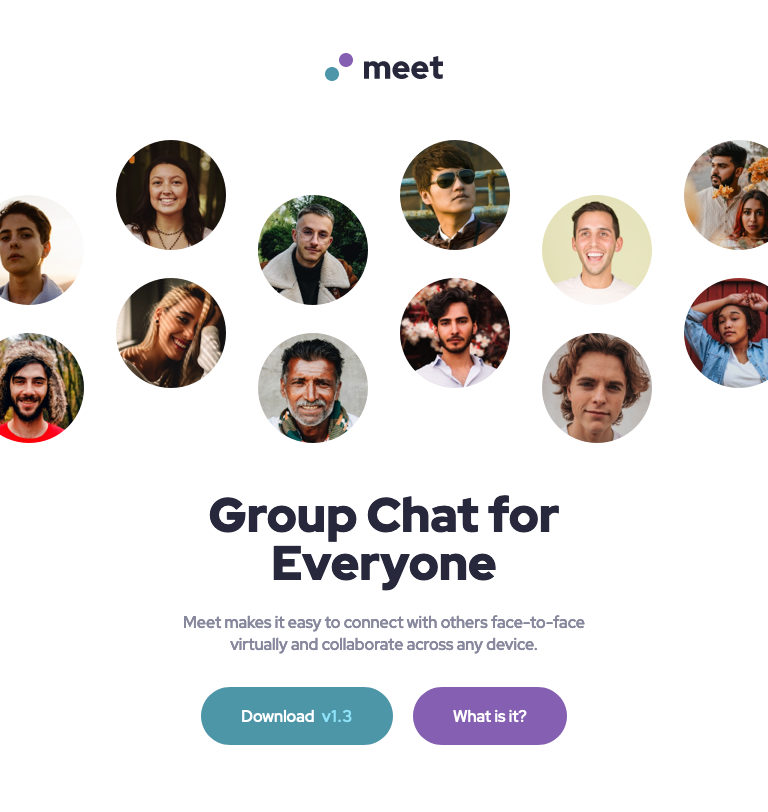 meet
Group Chat for
Everyone
Meet makes it easy to connect with others face-to-face
virtually and collaborate across any device.
Download v1.3
What is it?